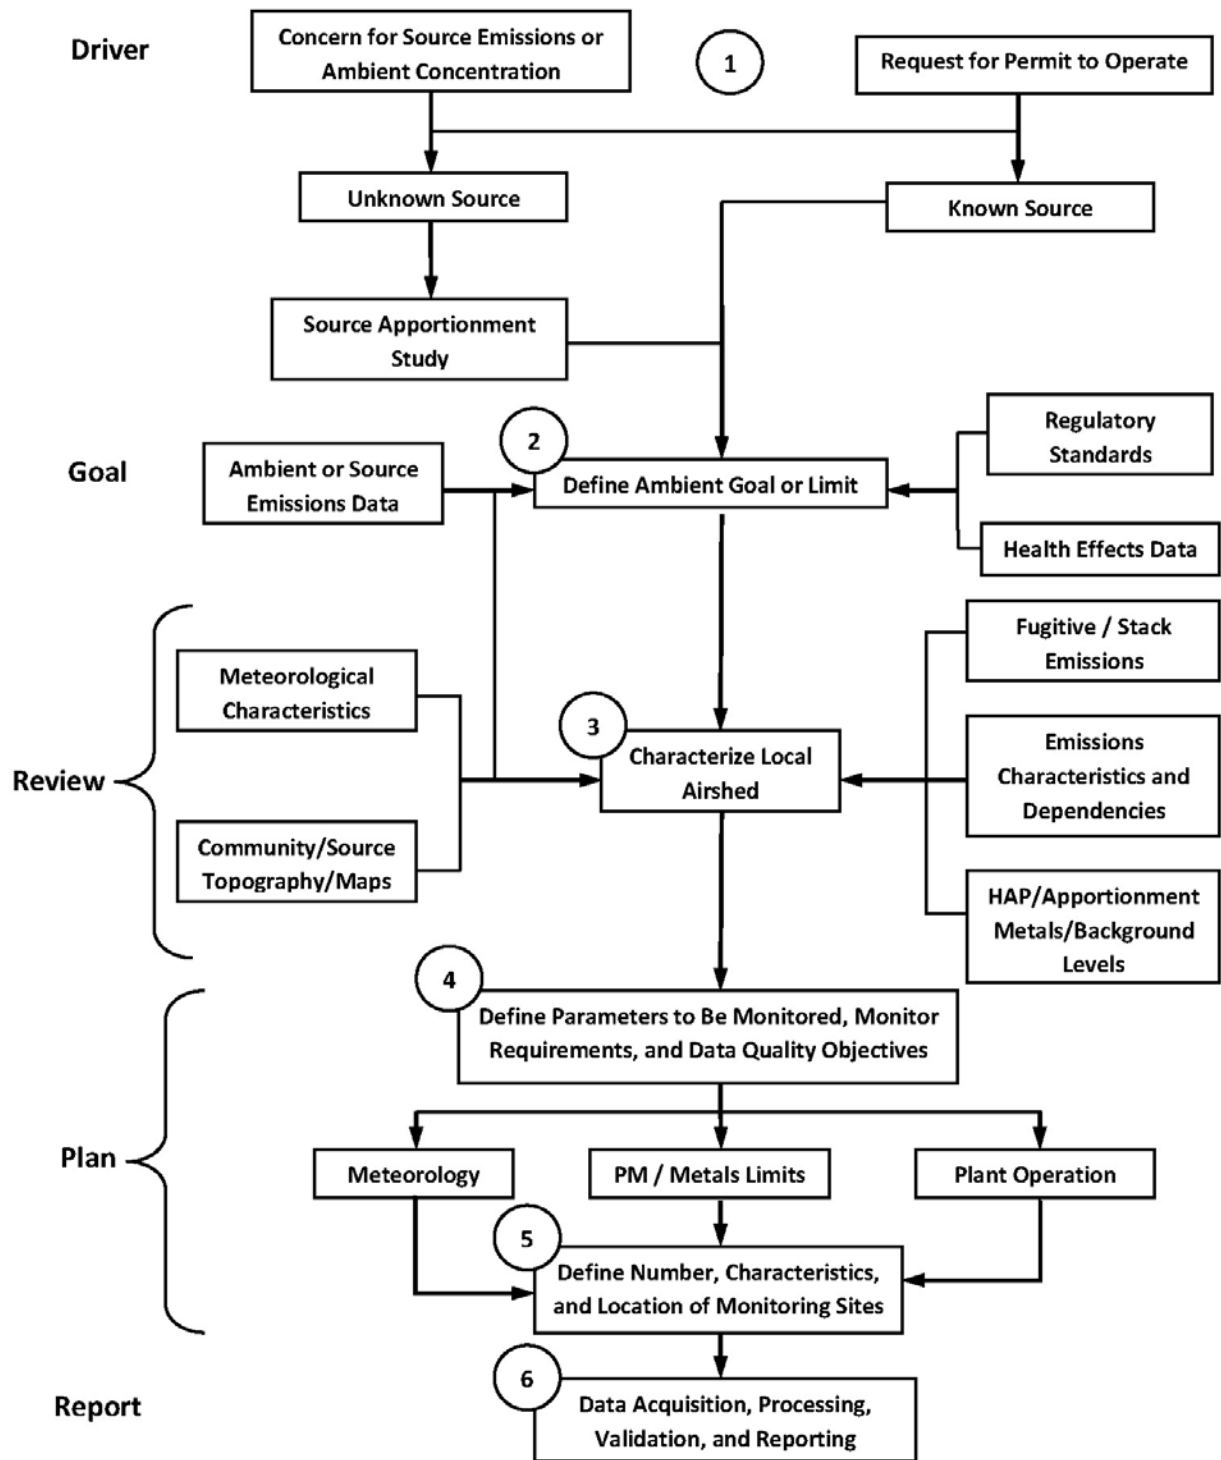 Driver
Concern for Source Emissions or
Ambient Concentration
1
Request for Permit to Operate
Unknown Source
Known Source
Source Apportionment
Study
Goal
Ambient or Source
Emissions Data
2
Define Ambient Goal or Limit
Regulatory
Standards
Health Effects Data
Review
Meteorological
Characteristics
Community/Source
Topography/Maps
3
Characterize Local
Airshed
Fugitive / Stack
Emissions
Emissions
Characteristics and
Dependencies
HAP/Apportionment
Metals/Background
Levels
4
Define Parameters to Be Monitored, Monitor
Requirements, and Data Quality Objectives
Plan
Meteorology
PM / Metals Limits
Plant Operation
5
Define Number, Characteristics,
and Location of Monitoring Sites
Report
6
Data Acquisition, Processing,
Validation, and Reporting